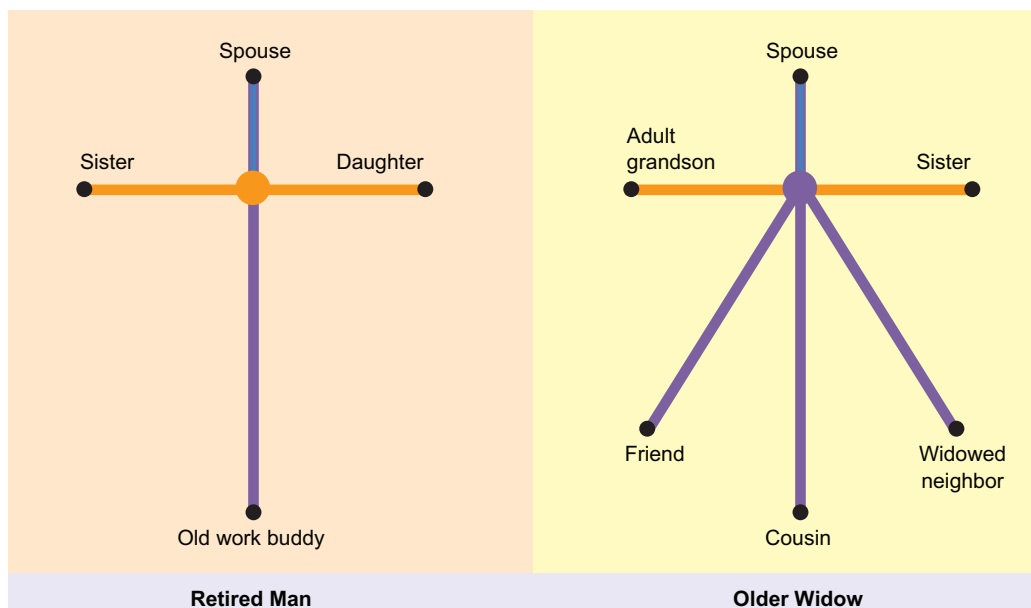 Spouse
Sister
Daughter
Old work buddy
Retired Man
Spouse
Adult
grandson
Sister
Friend
Widowed
neighbor
Cousin
Older Widow